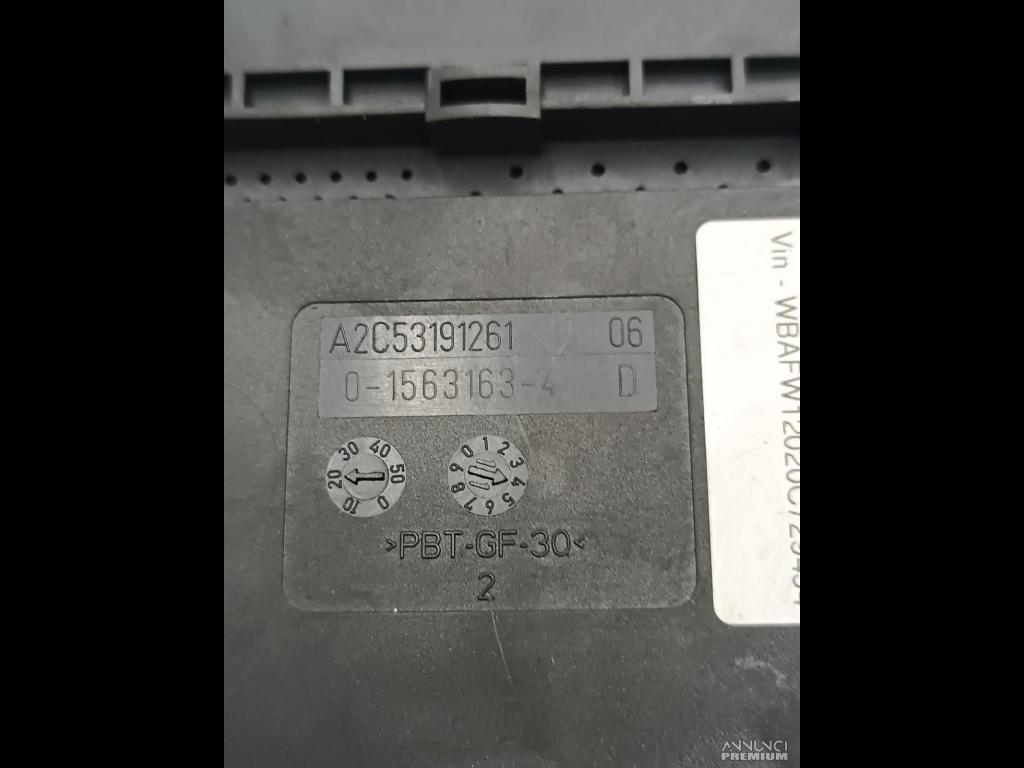 A2C53191261 06
0-1563163-4 D
0 10 20 30 40 50
0 1 2 3 4 5 6 7 8 9
>PBT-GF-30<
2
Vin -
ANNUNCI
PREMIUM